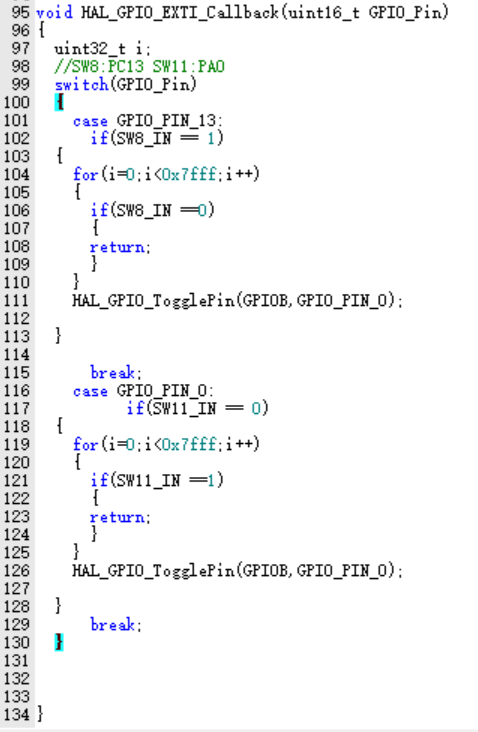 95 void HAL_GPIO_EXTI_Callback(uint16_t GPIO_Pin)
96 {
97 uint32_t i;
98 //SW8:PC13 SW11:PA0
99 switch(GPIO_Pin)
100 {
101 case GPIO_PIN_13:
102 if(SW8_IN == 1)
103 {
104 for(i=0;i<0x7fff;i++)
105 {
106 if(SW8_IN ==0)
107 {
108 return;
109 }
110 }
111 HAL_GPIO_TogglePin(GPIOB,GPIO_PIN_0);
112
113 }
114
115 break;
116 case GPIO_PIN_0:
117 if(SW11_IN == 0)
118 {
119 for(i=0;i<0x7fff;i++)
120 {
121 if(SW11_IN ==1)
122 {
123 return;
124 }
125 }
126 HAL_GPIO_TogglePin(GPIOB,GPIO_PIN_0);
127
128 }
129 break;
130 }
131
132
133
134 }